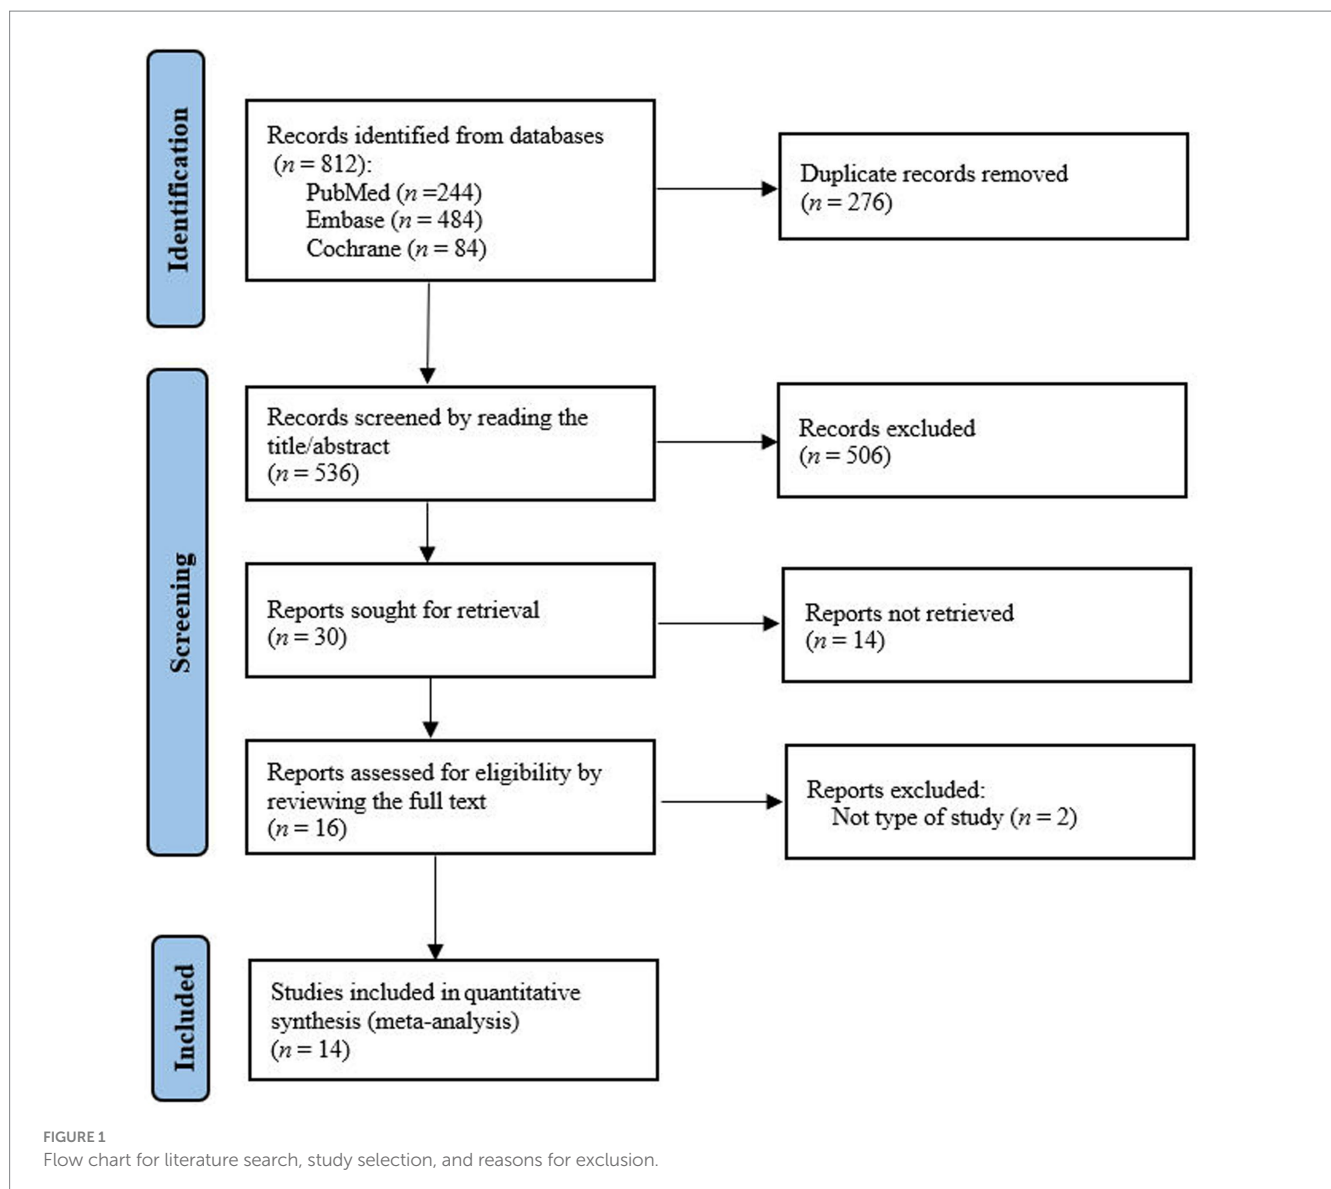 Identification
Records identified from databases
(n = 812):
PubMed (n =244)
Embase (n = 484)
Cochrane (n = 84)
Duplicate records removed
(n = 276)
Screening
Records screened by reading the
title/abstract
(n = 536)
Records excluded
(n = 506)
Reports sought for retrieval
(n = 30)
Reports not retrieved
(n = 14)
Reports assessed for eligibility by
reviewing the full text
(n = 16)
Reports excluded:
Not type of study (n = 2)
Included
Studies included in quantitative
synthesis (meta-analysis)
(n = 14)
FIGURE 1
Flow chart for literature search, study selection, and reasons for exclusion.